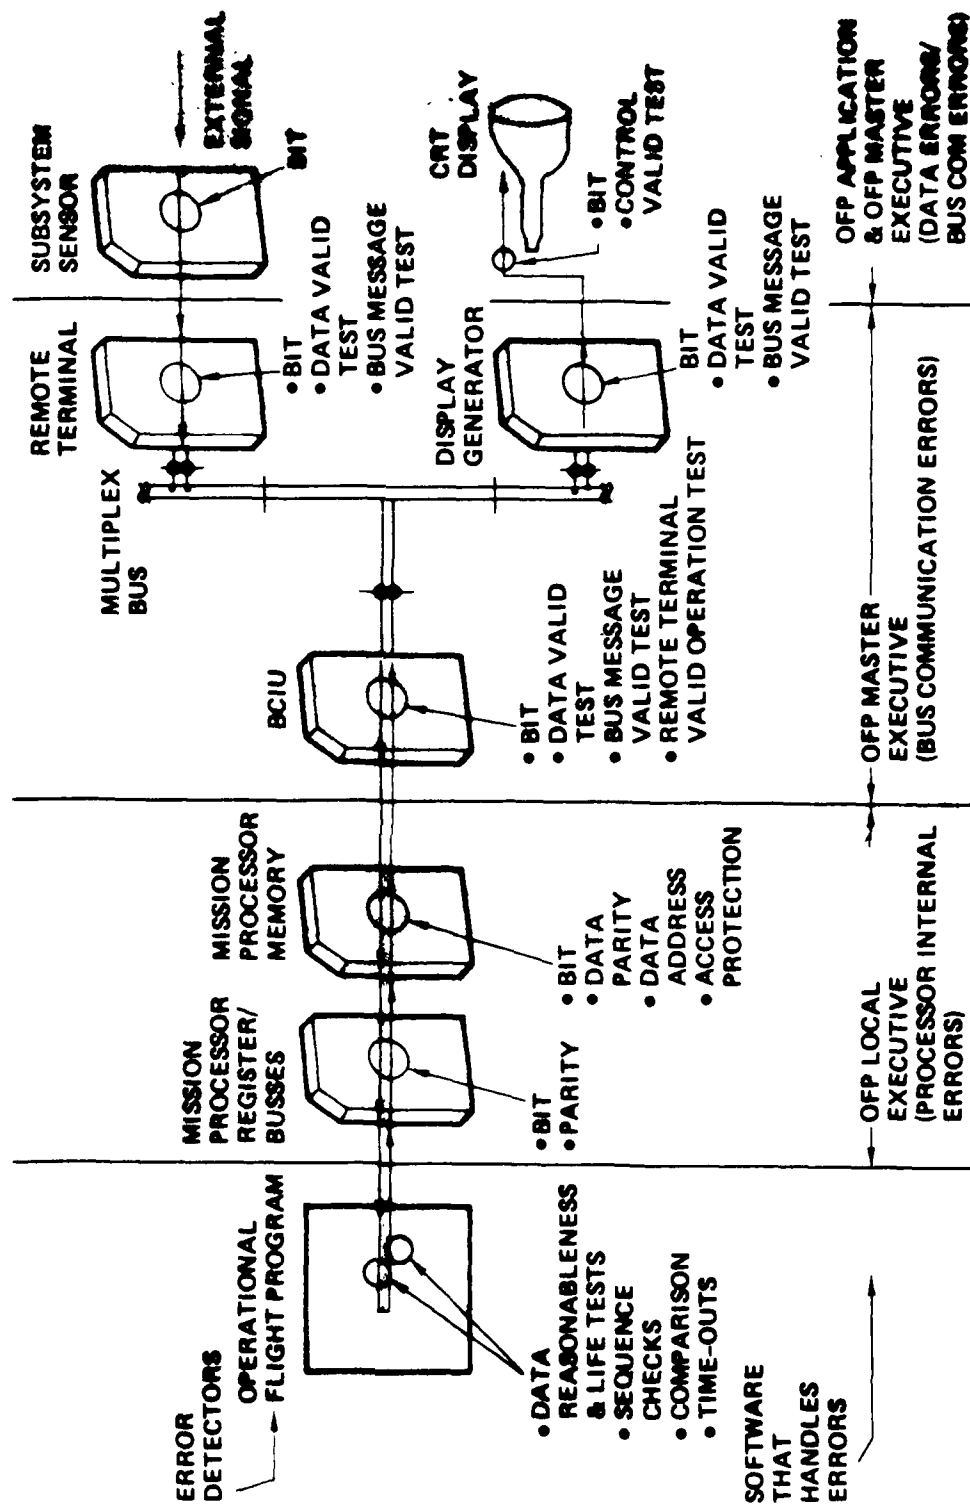 ERROR
DETECTORS
OPERATIONAL
FLIGHT PROGRAM
MISSION
PROCESSOR
REGISTER/
BUSSES
MISSION
PROCESSOR
MEMORY
BCIU
MULTIPLEX
BUS
REMOTE
TERMINAL
SUBSYSTEM
SENSOR
EXTERNAL
SIGNAL
BIT
• BIT
• DATA VALID
TEST
• BUS MESSAGE
VALID TEST
DISPLAY
GENERATOR
CRT
DISPLAY
• BIT
• CONTROL
VALID TEST
• DATA
REASONABLENESS
& LIFE TESTS
• SEQUENCE
CHECKS
• COMPARISON
• TIME-OUTS
• BIT
• PARITY
• BIT
• DATA
PARITY
• DATA
ADDRESS
• ACCESS
PROTECTION
• BIT
• DATA VALID
TEST
• BUS MESSAGE
VALID TEST
• REMOTE TERMINAL
VALID OPERATION TEST
BIT
• DATA VALID
TEST
• BUS MESSAGE
VALID TEST
SOFTWARE
THAT
HANDLES
ERRORS
OFP LOCAL
EXECUTIVE
(PROCESSOR INTERNAL
ERRORS)
OFP MASTER
EXECUTIVE
(BUS COMMUNICATION ERRORS)
OFP APPLICATION
& OFP MASTER
EXECUTIVE
(DATA ERRORS/
BUS COM ERRORS)